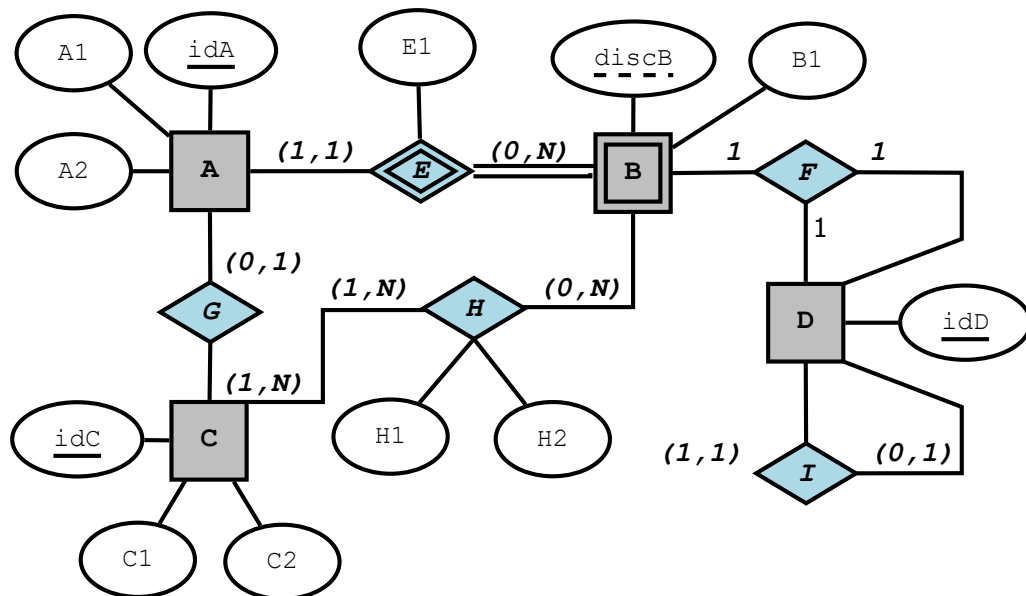 A1
idA
E1
discB
B1
A2
A
(1,1)
E
(0,N)
B
1
F
1
1
(0,1)
G
(1,N)
H
(0,N)
D
idD
(1,N)
idC
C
H1
H2
(1,1)
I
(0,1)
C1
C2